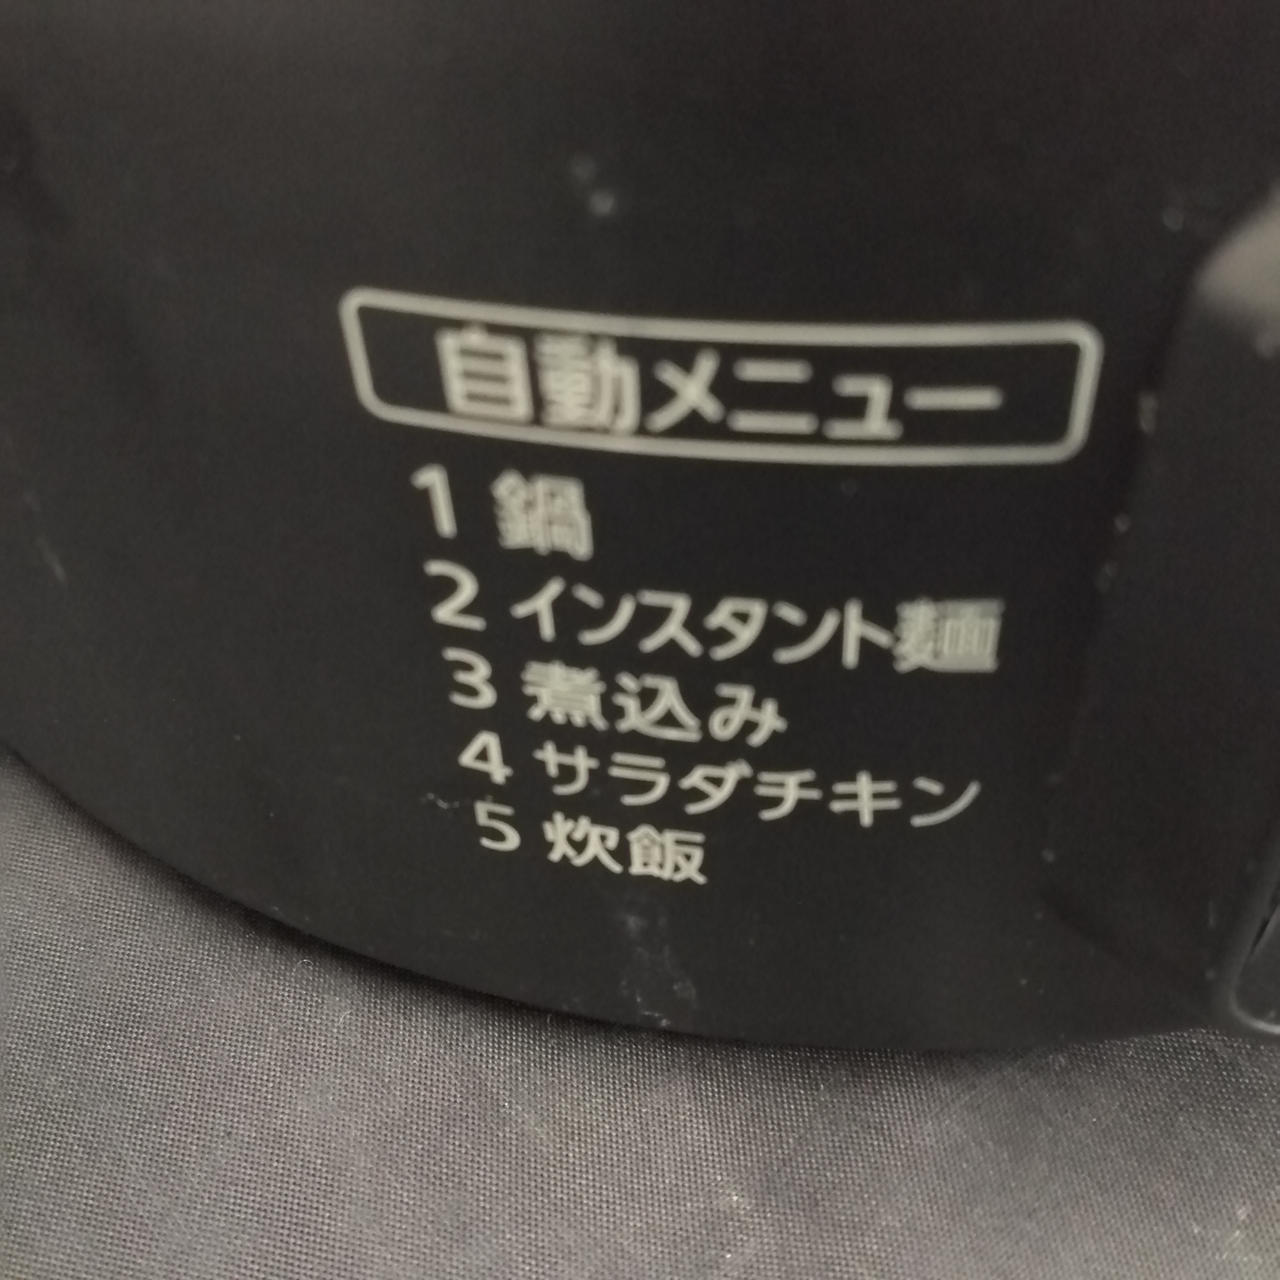 自動メニュー
1 鍋
2 インスタント麺
3 煮込み
4 サラダチキン
5 炊飯